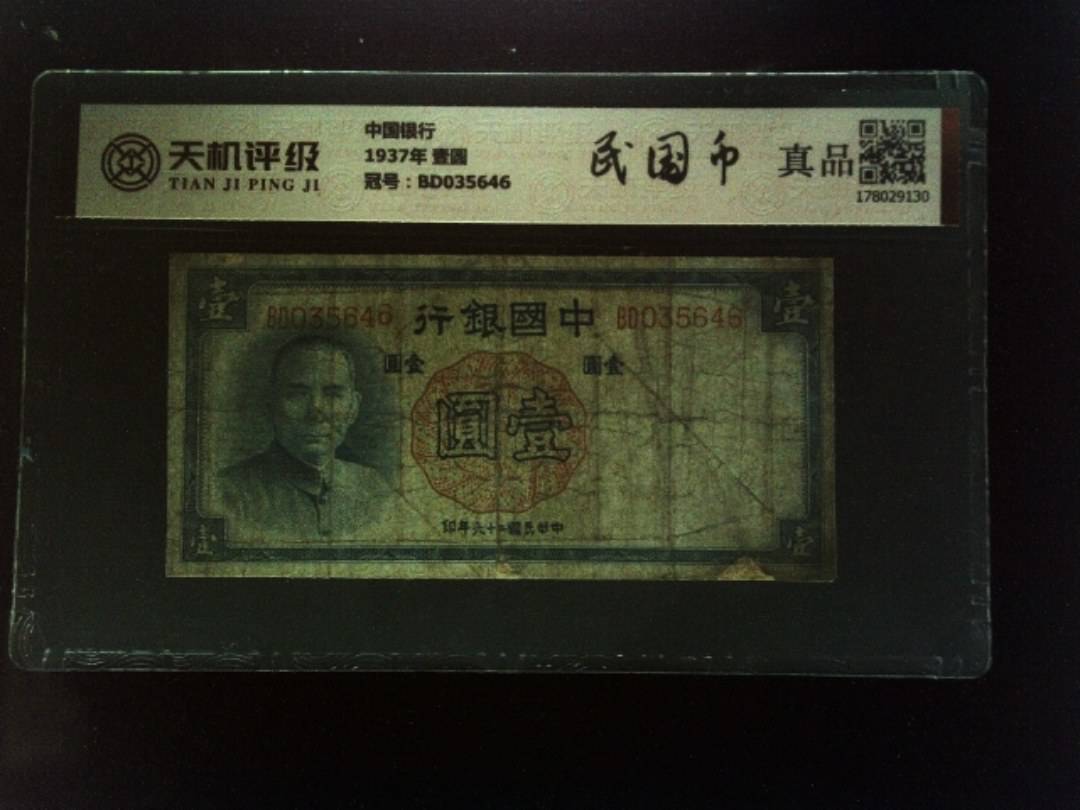 天机评级
TIAN JI PING JI
中国银行
1937年 壹圆
冠号：BD035646
民国币
真品
178029130
壹
壹
BD035646
行銀國中
BD035646
圓壹
圓壹
圓壹
印年六十二國民華中
壹
壹